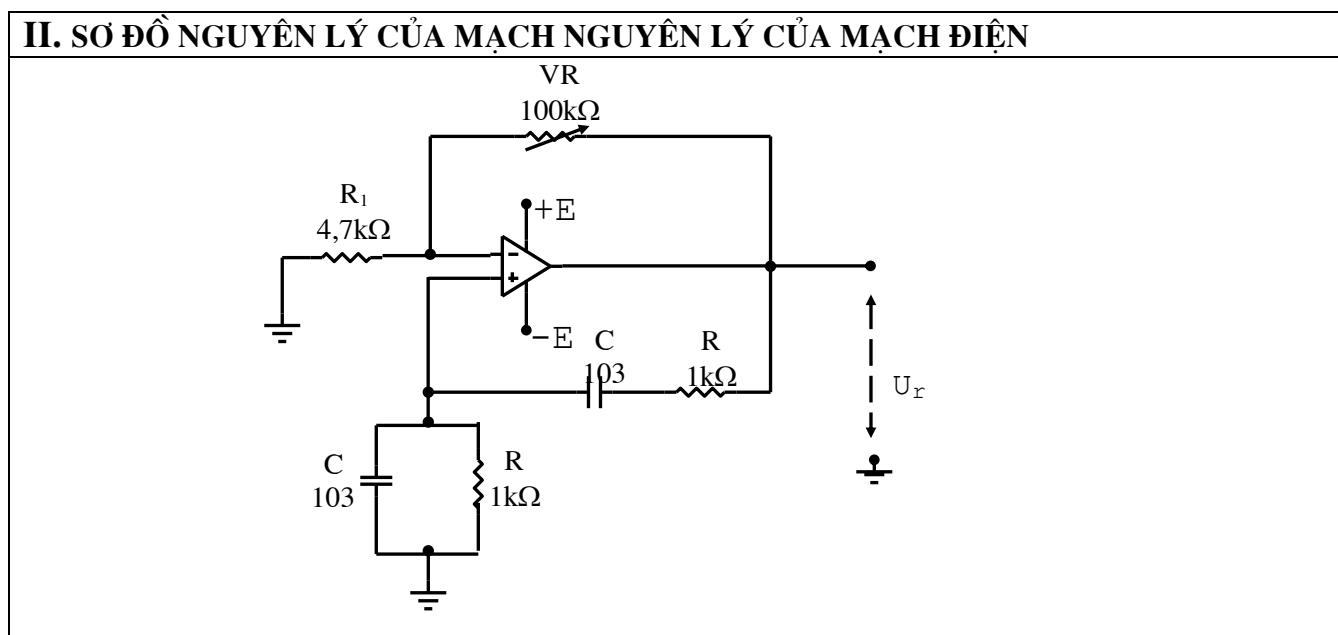 II. SƠ ĐỒ NGUYÊN LÝ CỦA MẠCH NGUYÊN LÝ CỦA MẠCH ĐIỆN
VR
100kΩ
R₁
4,7kΩ
+E
-
+
−E
C
103
R
1kΩ
Uᵣ
C
103
R
1kΩ